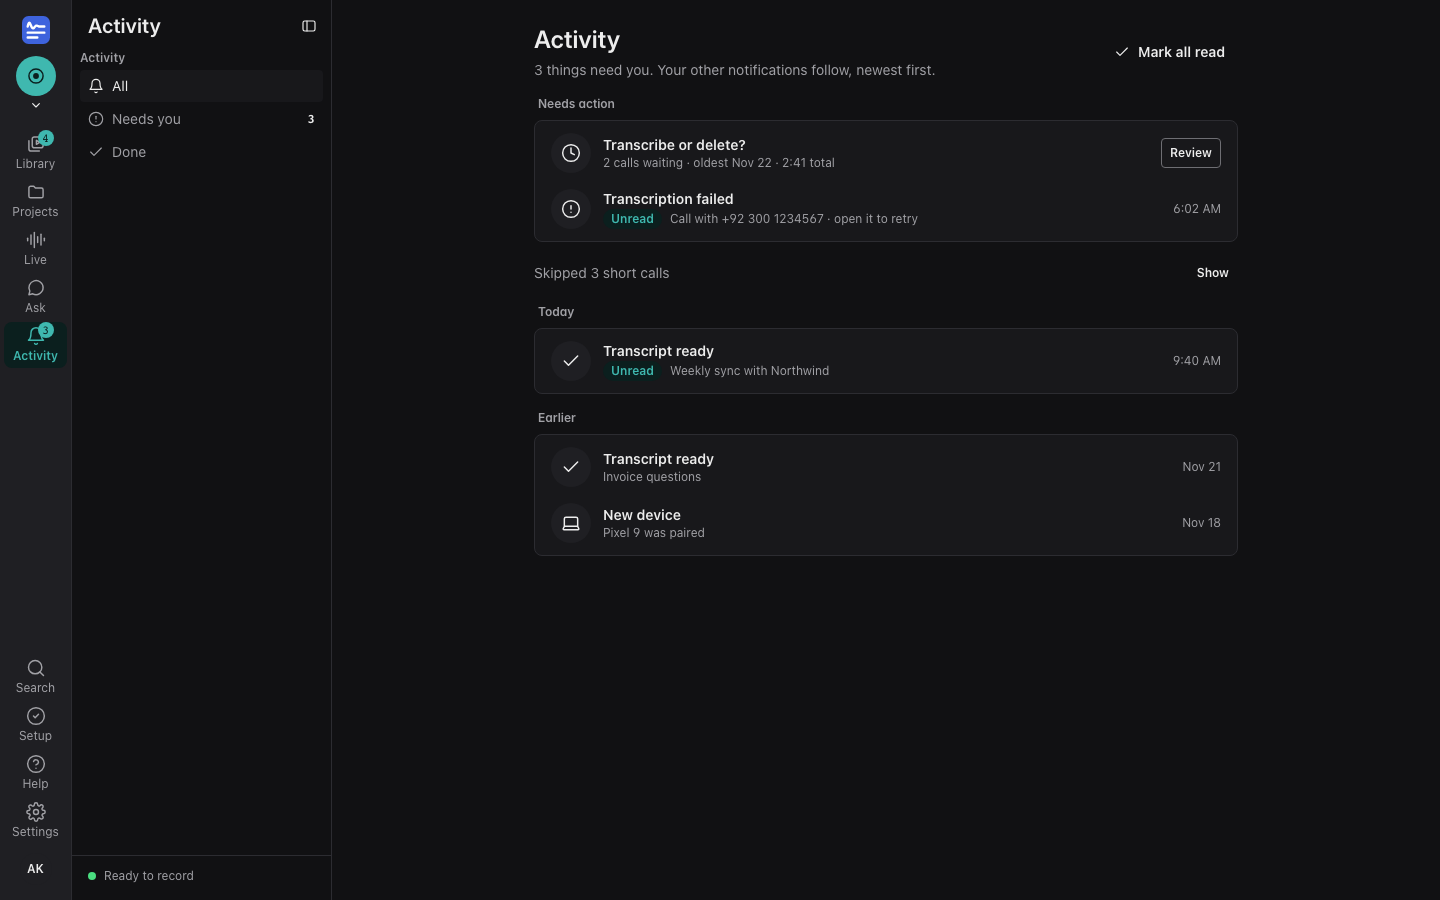 Activity
Activity
All
Needs you 3
Done
4
Library
Projects
Live
Ask
3
Activity
Search
Setup
Help
Settings
AK
Ready to record
Activity
Mark all read
3 things need you. Your other notifications follow, newest first.
Needs action
Transcribe or delete?
2 calls waiting · oldest Nov 22 · 2:41 total
Review
Transcription failed
Unread Call with +92 300 1234567 · open it to retry
6:02 AM
Skipped 3 short calls
Show
Today
Transcript ready
Unread Weekly sync with Northwind
9:40 AM
Earlier
Transcript ready
Invoice questions
Nov 21
New device
Pixel 9 was paired
Nov 18